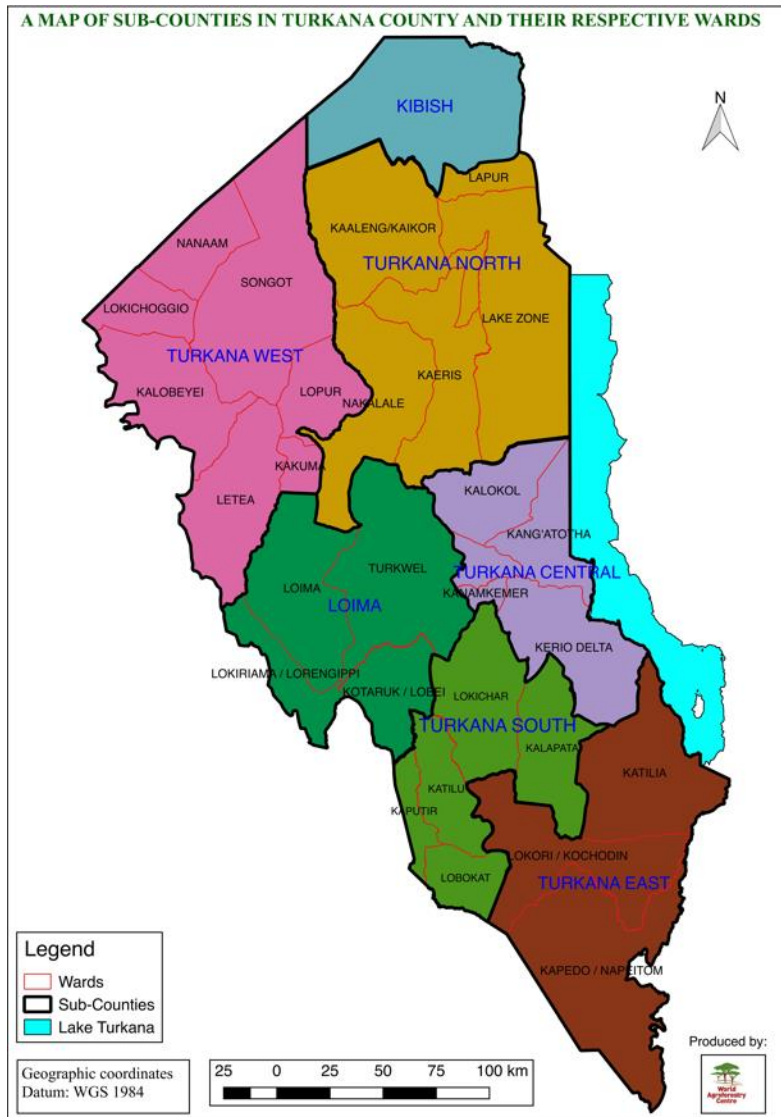 A MAP OF SUB-COUNTIES IN TURKANA COUNTY AND THEIR RESPECTIVE WARDS
KIBISH
N
LAPUR
KAALENG/KAIKOR
NANAAM
TURKANA NORTH
SONGOT
LOKICHOGGIO
LAKE ZONE
TURKANA WEST
KAERIS
KALOBEYEI
LOPUR
NAKALALE
KAKUMA
KALOKOL
LETEA
KANG'ATOTHA
TURKWEL
TURKANA CENTRAL
LOIMA
KANAMKEMER
LOIMA
KERIO DELTA
LOKIRIAMA / LORENGIPPI
KOTARUK / LOBEI
LOKICHAR
TURKANA SOUTH
KALAPATA
KATILIA
KATILU
KAPUTIR
LOKORI / KOCHODIN
LOBOKAT
TURKANA EAST
KAPEDO / NAPEITOM
Legend
Wards
Sub-Counties
Lake Turkana
Geographic coordinates
Datum: WGS 1984
25 0 25 50 75 100 km
Produced by:
World
Agroforestry
Centre